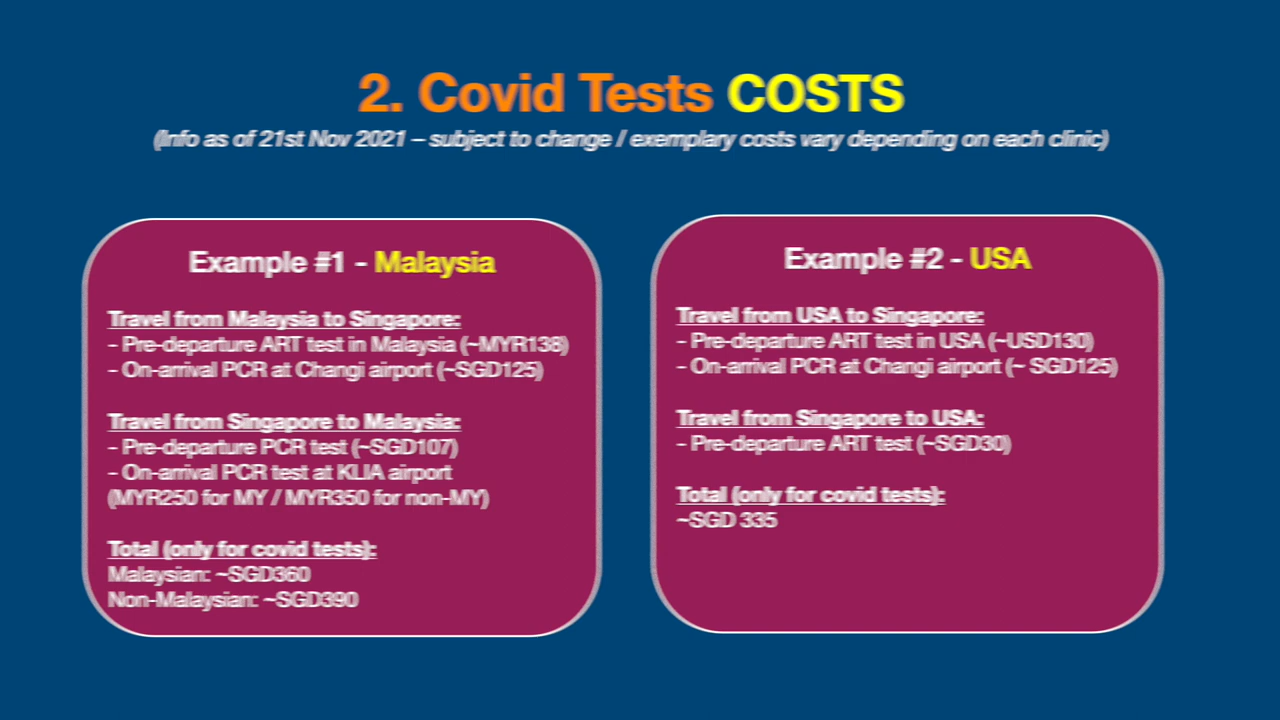 2. Covid Tests COSTS
(Info as of 21st Nov 2021 – subject to change / exemplary costs vary depending on each clinic)
Example #1 - Malaysia
Travel from Malaysia to Singapore:
- Pre-departure ART test in Malaysia (~MYR138)
- On-arrival PCR at Changi airport (~SGD125)
Travel from Singapore to Malaysia:
- Pre-departure PCR test (~SGD107)
- On-arrival PCR test at KLIA airport
(MYR250 for MY / MYR350 for non-MY)
Total (only for covid tests):
Malaysian: ~SGD360
Non-Malaysian: ~SGD390
Example #2 - USA
Travel from USA to Singapore:
- Pre-departure ART test in USA (~USD130)
- On-arrival PCR at Changi airport (~ SGD125)
Travel from Singapore to USA:
- Pre-departure ART test (~SGD30)
Total (only for covid tests):
~SGD 335